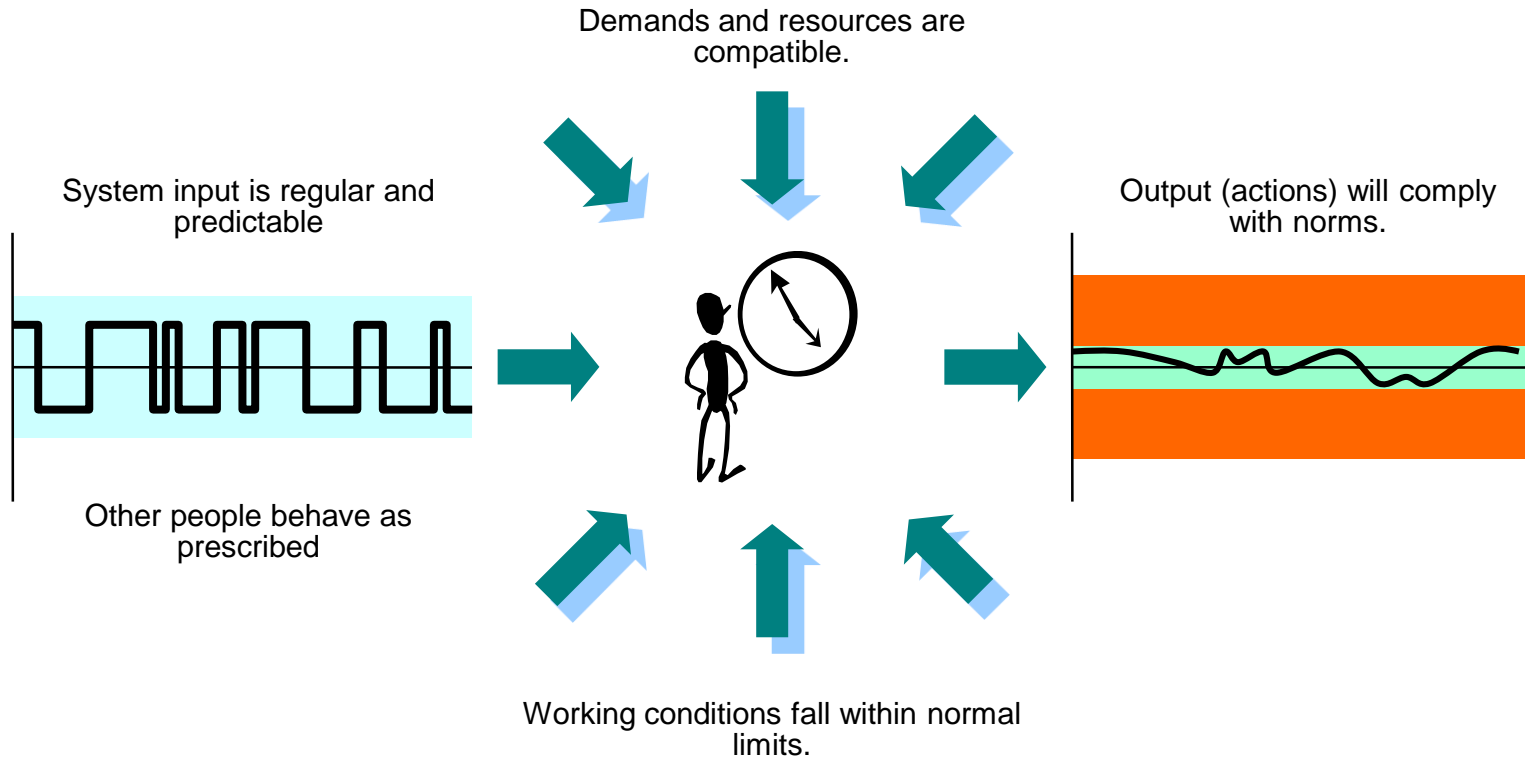 Demands and resources are
compatible.
System input is regular and
predictable
Output (actions) will comply
with norms.
Other people behave as
prescribed
Working conditions fall within normal
limits.